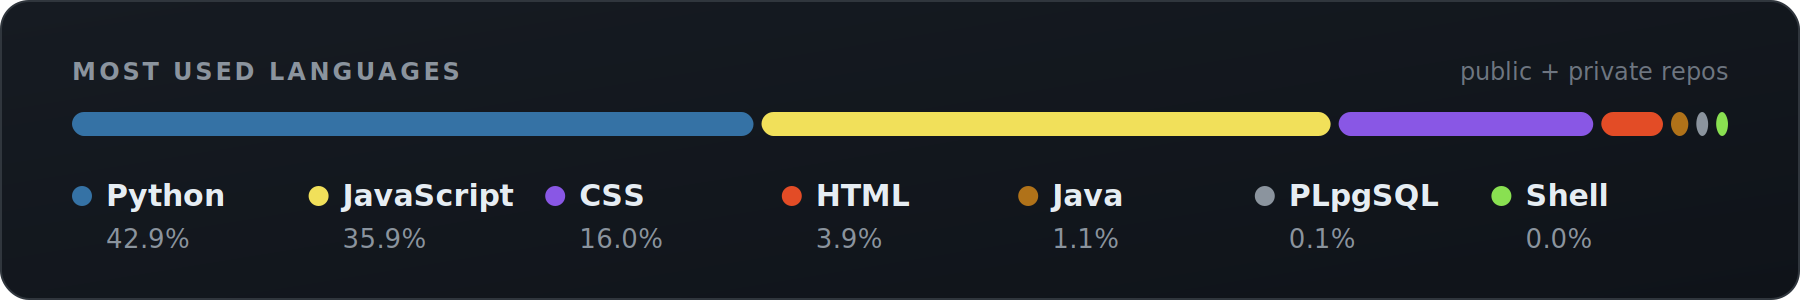 MOST USED LANGUAGES
public + private repos
Python
JavaScript
CSS
HTML
Java
PLpgSQL
Shell
42.9%
35.9%
16.0%
3.9%
1.1%
0.1%
0.0%